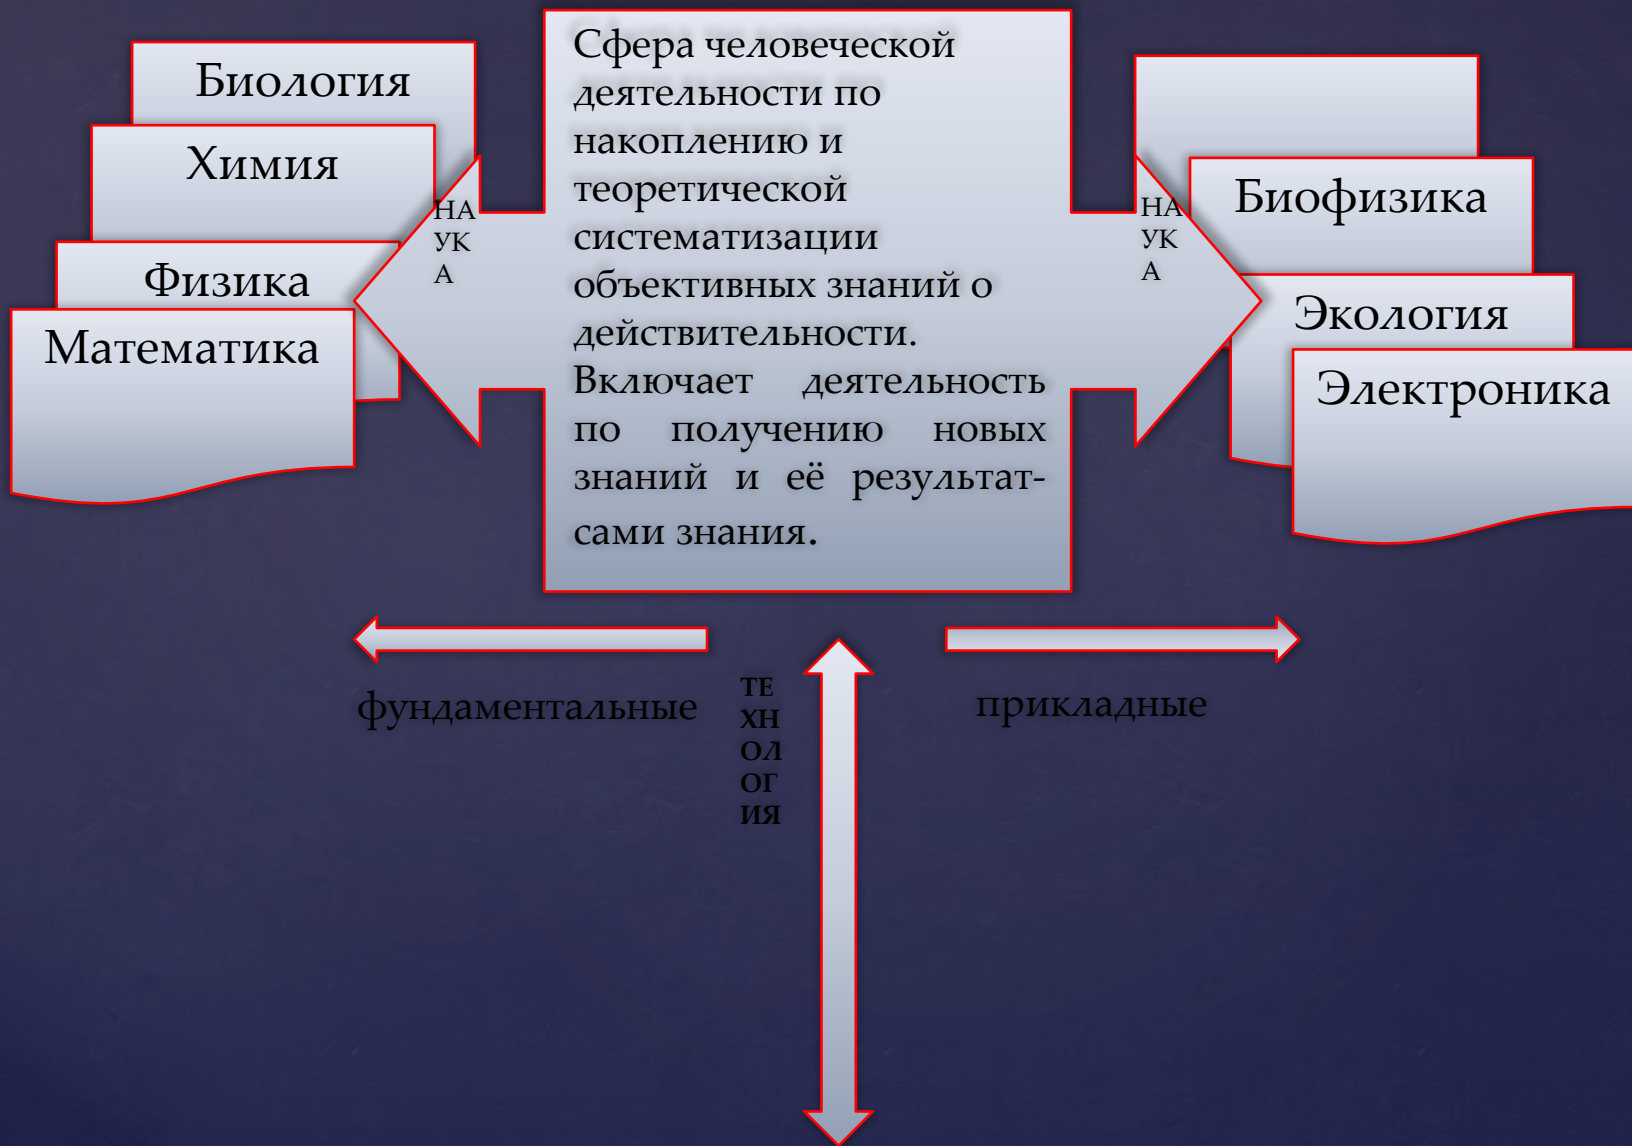 Биология
Химия
Физика
Математика
НА
УК
А
Сфера человеческой
деятельности по
накоплению и
теоретической
систематизации
объективных знаний о
действительности.
Включает деятельность
по получению новых
знаний и её результат-
сами знания.
НА
УК
А
Биофизика
Экология
Электроника
фундаментальные
ТЕ
ХН
ОЛ
ОГ
ИЯ
прикладные